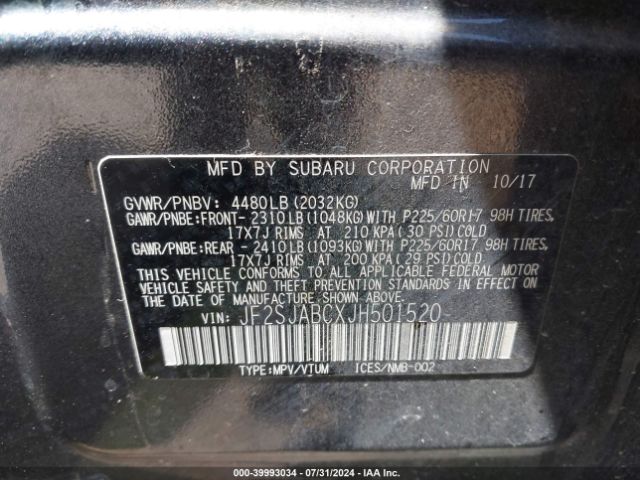 MFD BY SUBARU CORPORATION
MFD IN 10/17
GVWR/PNBV: 4480LB(2032KG)
GAWR/PNBE:FRONT-2310LB(1048KG)WITH P225/60R17 98H TIRES,
17X7J RIMS AT 210 KPA(30 PSI)COLD
GAWR/PNBE:REAR -2410LB(1093KG)WITH P225/60R17 98H TIRES,
17X7J RIMS AT 200 KPA(29 PSI)COLD
THIS VEHICLE CONFORMS TO ALL APPLICABLE FEDERAL MOTOR
VEHICLE SAFETY AND THEFT PREVENTION STANDARDS IN EFFECT
ON THE DATE OF MANUFACTURE SHOWN ABOVE.
VIN: JF2SJABCXJH501520
TYPE:MPV/VTUM ICES/NMB-002
000-39993034 / 07/31/2024 - IAA Inc.